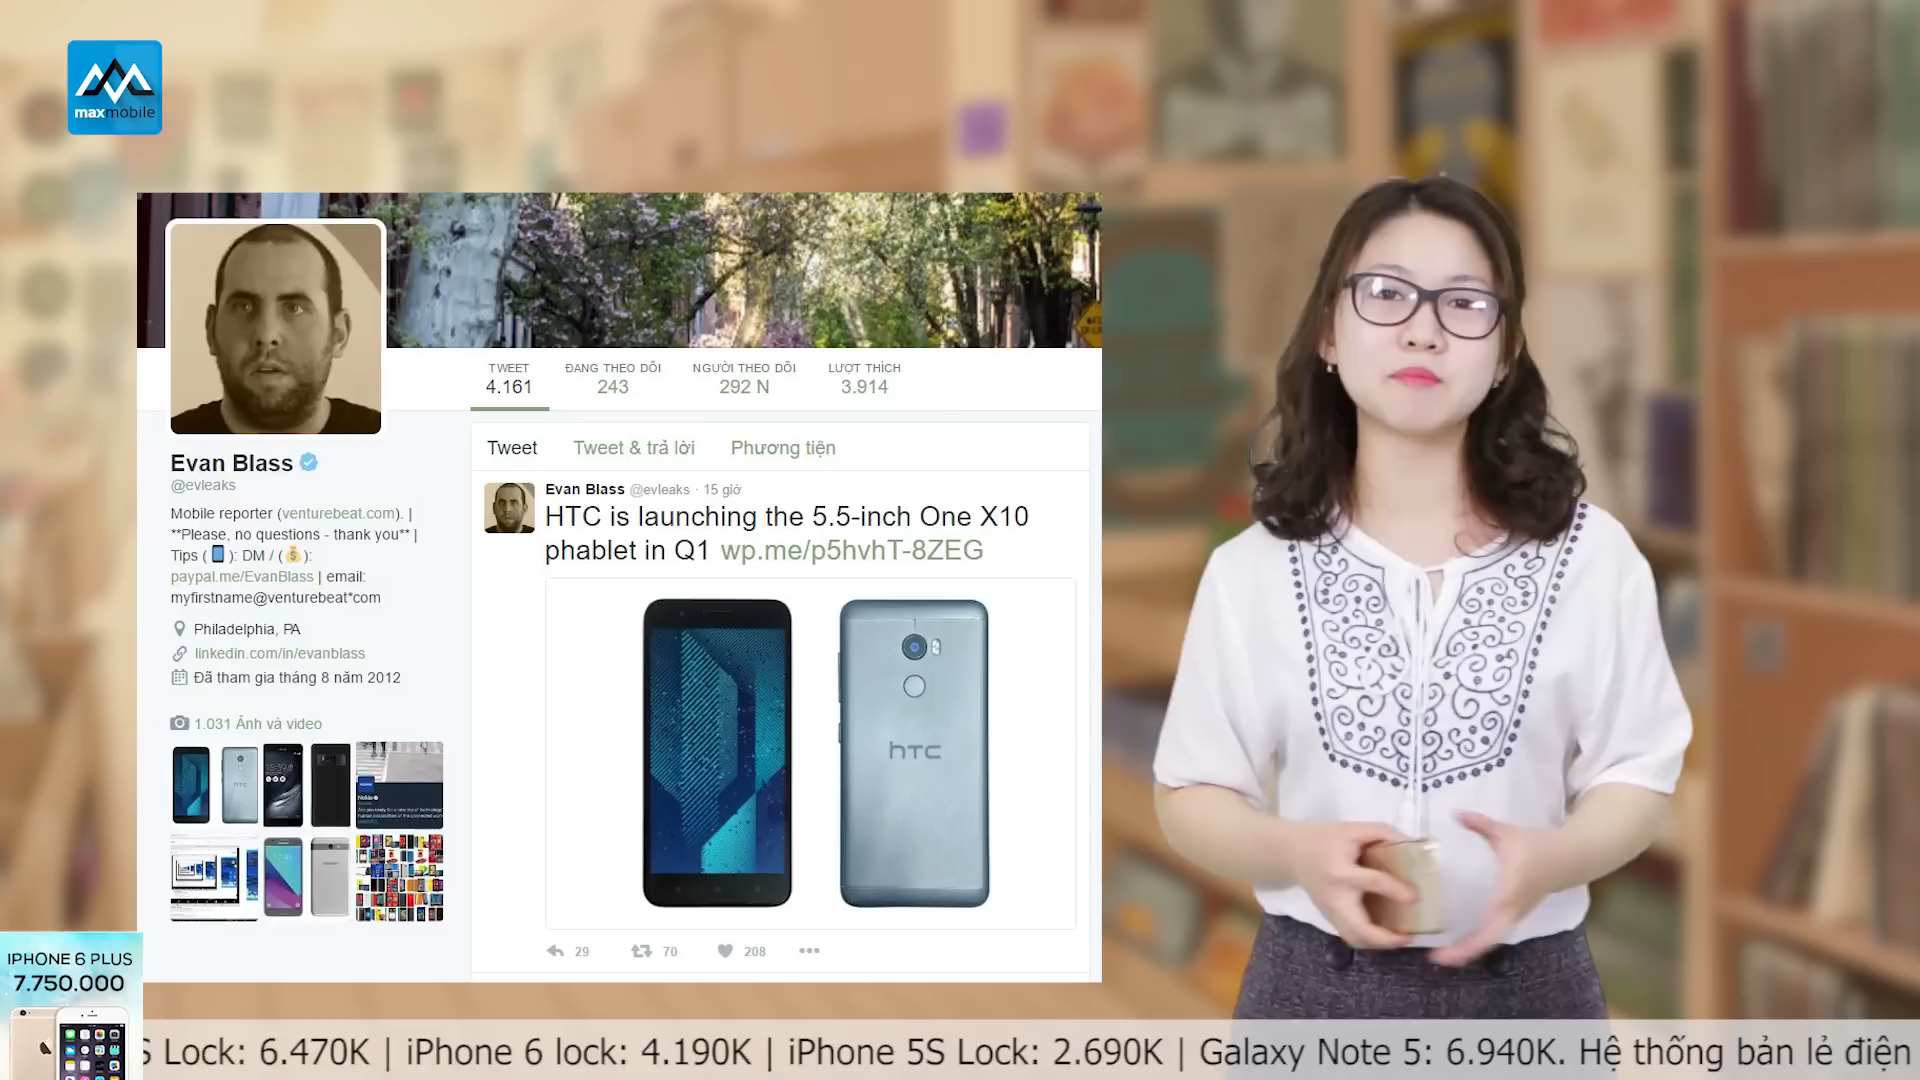 maxmobile
TWEET
4.161
ĐANG THEO DÕI
243
NGƯỜI THEO DÕI
292 N
LƯỢT THÍCH
3.914
Evan Blass
@evleaks
Mobile reporter (venturebeat.com). |
**Please, no questions - thank you** |
Tips (📱): DM / (💰):
paypal.me/EvanBlass | email:
myfirstname@venturebeat*com
Philadelphia, PA
linkedin.com/in/evanblass
Đã tham gia tháng 8 năm 2012
1.031 Ảnh và video
Tweet Tweet & trả lời Phương tiện
Evan Blass @evleaks · 15 giờ
HTC is launching the 5.5-inch One X10
phablet in Q1 wp.me/p5hvhT-8ZEG
hTC
29 70 208
IPHONE 6 PLUS
7.750.000
S Lock: 6.470K | iPhone 6 lock: 4.190K | iPhone 5S Lock: 2.690K | Galaxy Note 5: 6.940K. Hệ thống bản lẻ điện